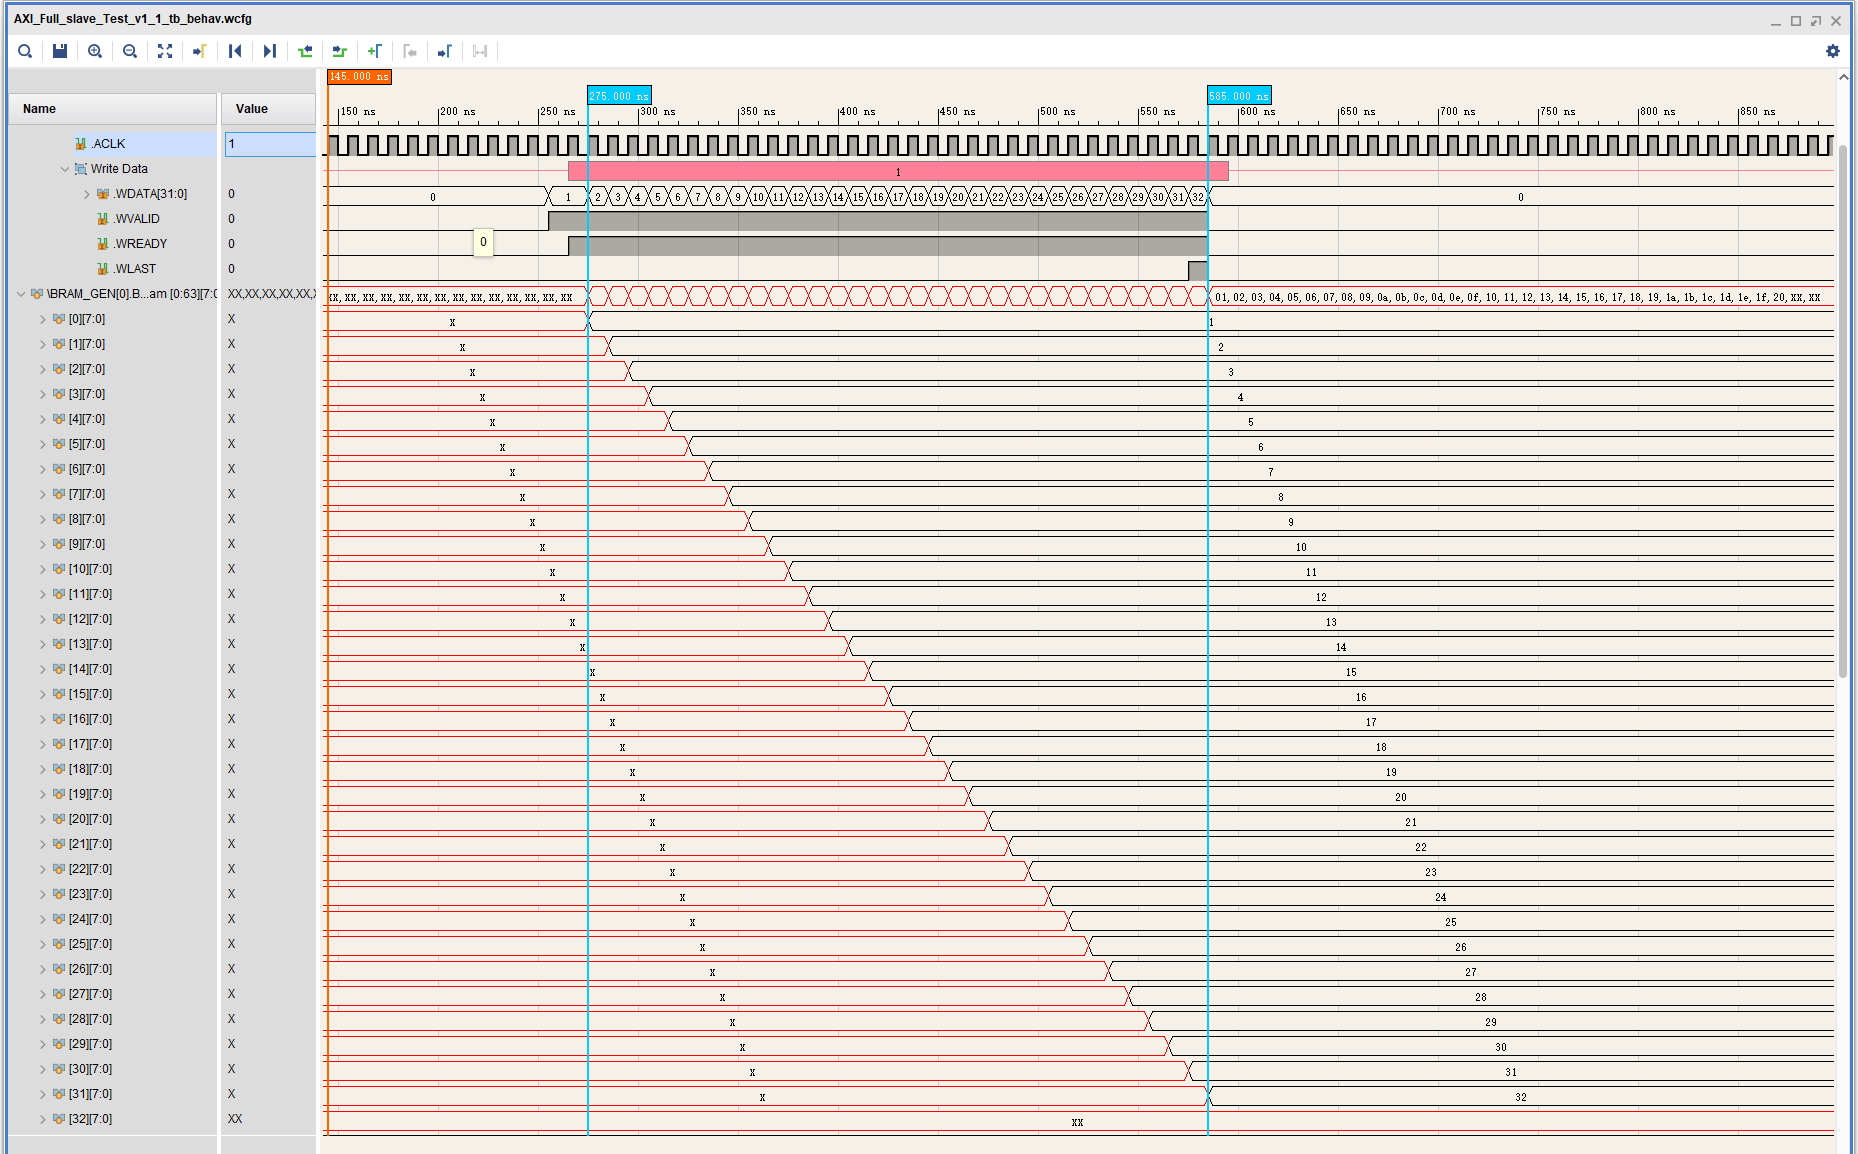 AXI_Full_slave_Test_v1_1_tb_behav.wcfg
145.000 ns
275.000 ns
585.000 ns
Name Value
150 ns 200 ns 250 ns 300 ns 350 ns 400 ns 450 ns 500 ns 550 ns 600 ns 650 ns 700 ns 750 ns 800 ns 850 ns
.ACLK 1
Write Data 1
.WDATA[31:0] 0 0 1 2 3 4 5 6 7 8 9 10 11 12 13 14 15 16 17 18 19 20 21 22 23 24 25 26 27 28 29 30 31 32 0
.WVALID 0
.WREADY 0 0
.WLAST 0
\BRAM_GEN[0].B...am [0:63][7:0 XX,XX,XX,XX,XX,X XX, XX, XX, XX, XX, XX, XX, XX, XX, XX, XX, XX, XX, XX 01, 02, 03, 04, 05, 06, 07, 08, 09, 0a, 0b, 0c, 0d, 0e, 0f, 10, 11, 12, 13, 14, 15, 16, 17, 18, 19, 1a, 1b, 1c, 1d, 1e, 1f, 20, XX, XX
[0][7:0] X X 1
[1][7:0] X X 2
[2][7:0] X X 3
[3][7:0] X X 4
[4][7:0] X X 5
[5][7:0] X X 6
[6][7:0] X X 7
[7][7:0] X X 8
[8][7:0] X X 9
[9][7:0] X X 10
[10][7:0] X X 11
[11][7:0] X X 12
[12][7:0] X X 13
[13][7:0] X X 14
[14][7:0] X X 15
[15][7:0] X X 16
[16][7:0] X X 17
[17][7:0] X X 18
[18][7:0] X X 19
[19][7:0] X X 20
[20][7:0] X X 21
[21][7:0] X X 22
[22][7:0] X X 23
[23][7:0] X X 24
[24][7:0] X X 25
[25][7:0] X X 26
[26][7:0] X X 27
[27][7:0] X X 28
[28][7:0] X X 29
[29][7:0] X X 30
[30][7:0] X X 31
[31][7:0] X X 32
[32][7:0] XX XX